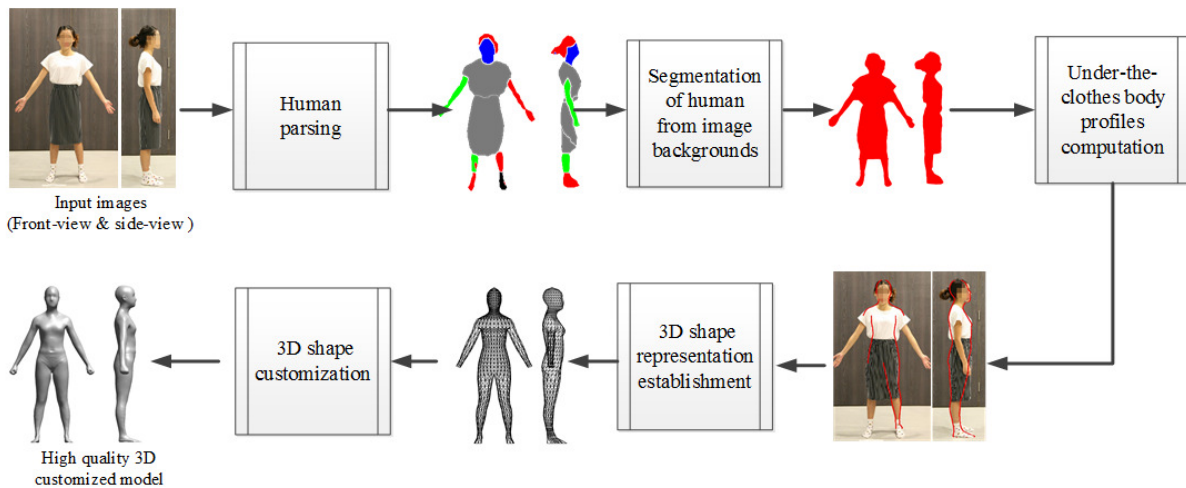 Human
parsing
Segmentation
of human
from image
backgrounds
Under-the-
clothes body
profiles
computation
Input images
(Front-view & side-view )
3D shape
customization
3D shape
representation
establishment
High quality 3D
customized model